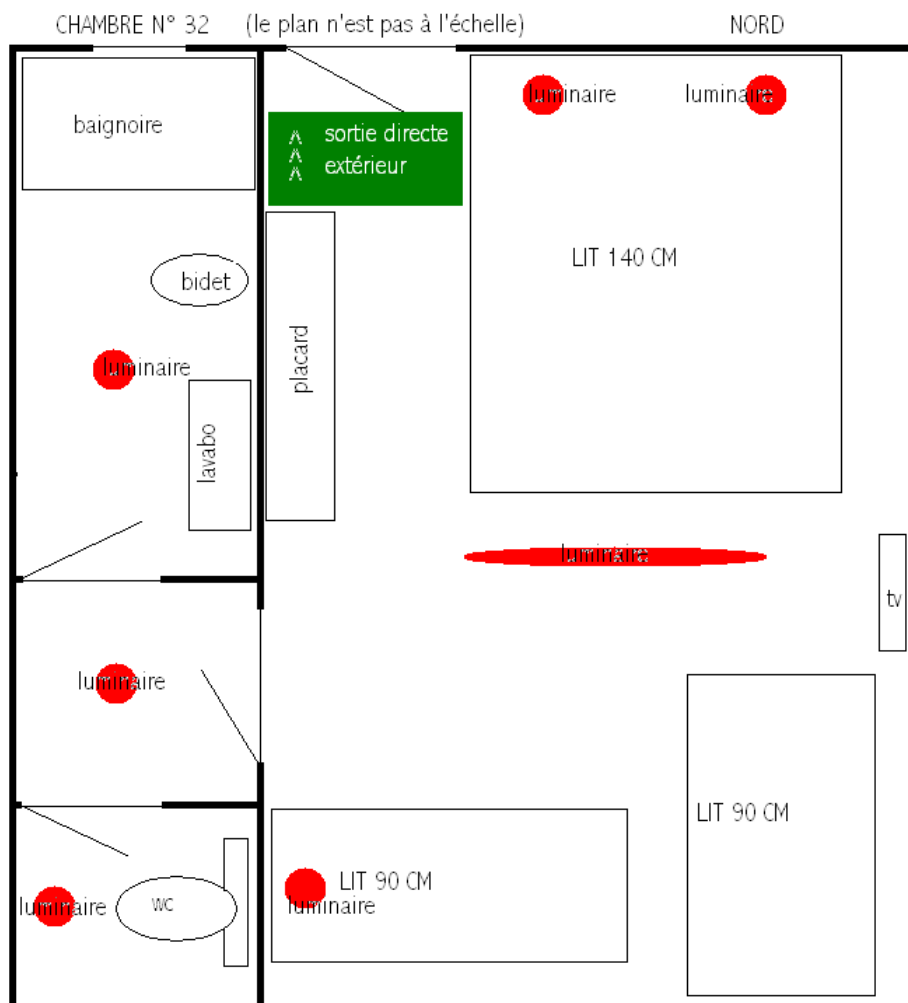 CHAMBRE N° 32 (le plan n'est pas à l'échelle) NORD
luminaire luminaire
baignoire
sortie directe
extérieur
LIT 140 CM
bidet
placard
luminaire
lavabo
luminaire
tv
luminaire
LIT 90 CM
LIT 90 CM
luminaire
wc
luminaire